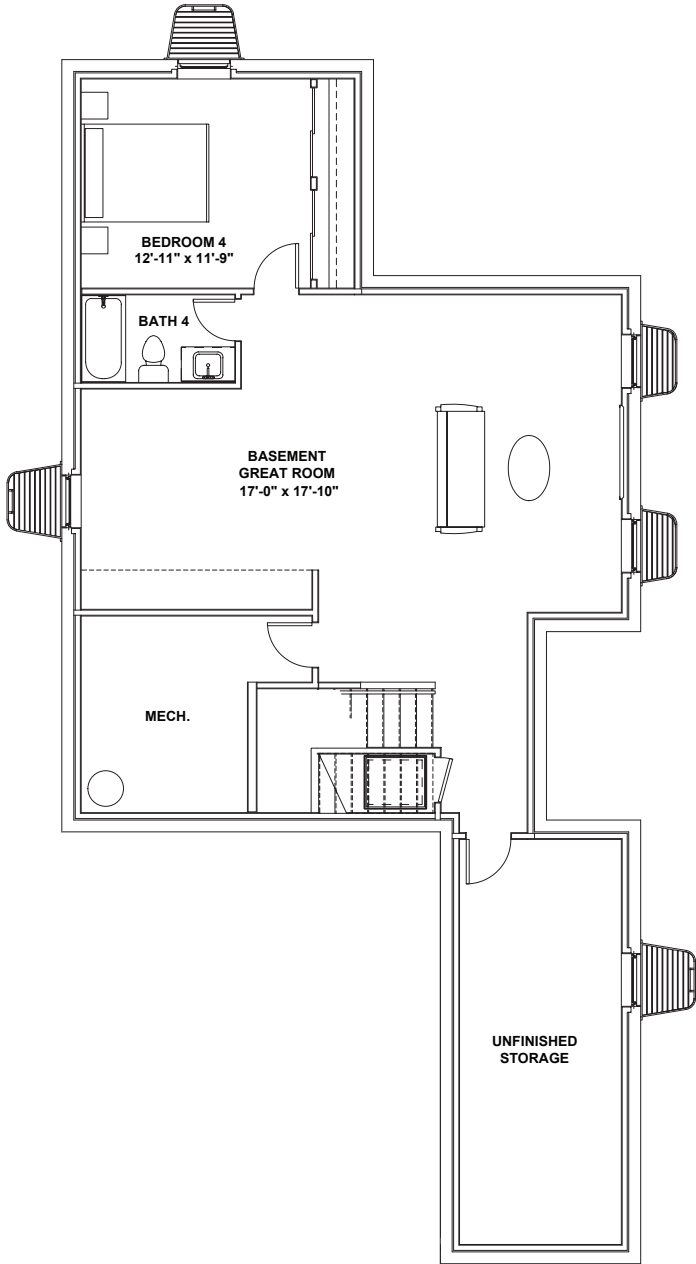 BEDROOM 4
12'-11" x 11'-9"
BATH 4
BASEMENT
GREAT ROOM
17'-0" x 17'-10"
MECH.
UNFINISHED
STORAGE